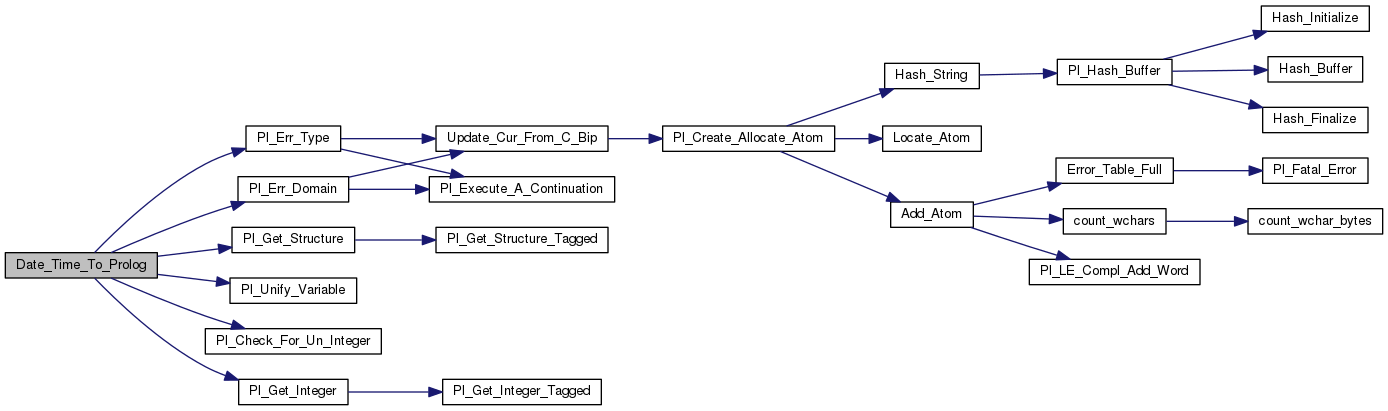 Date_Time_To_Prolog
Pl_Err_Type
Pl_Err_Domain
Pl_Get_Structure
Pl_Unify_Variable
Pl_Check_For_Un_Integer
Pl_Get_Integer
Update_Cur_From_C_Bip
Pl_Execute_A_Continuation
Pl_Get_Structure_Tagged
Pl_Get_Integer_Tagged
Pl_Create_Allocate_Atom
Hash_String
Locate_Atom
Add_Atom
Pl_Hash_Buffer
Error_Table_Full
count_wchars
Pl_LE_Compl_Add_Word
Hash_Initialize
Hash_Buffer
Hash_Finalize
Pl_Fatal_Error
count_wchar_bytes